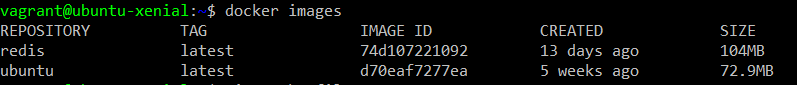 vagrant@ubuntu-xenial:~$ docker images
REPOSITORY TAG IMAGE ID CREATED SIZE
redis latest 74d107221092 13 days ago 104MB
ubuntu latest d70eaf7277ea 5 weeks ago 72.9MB